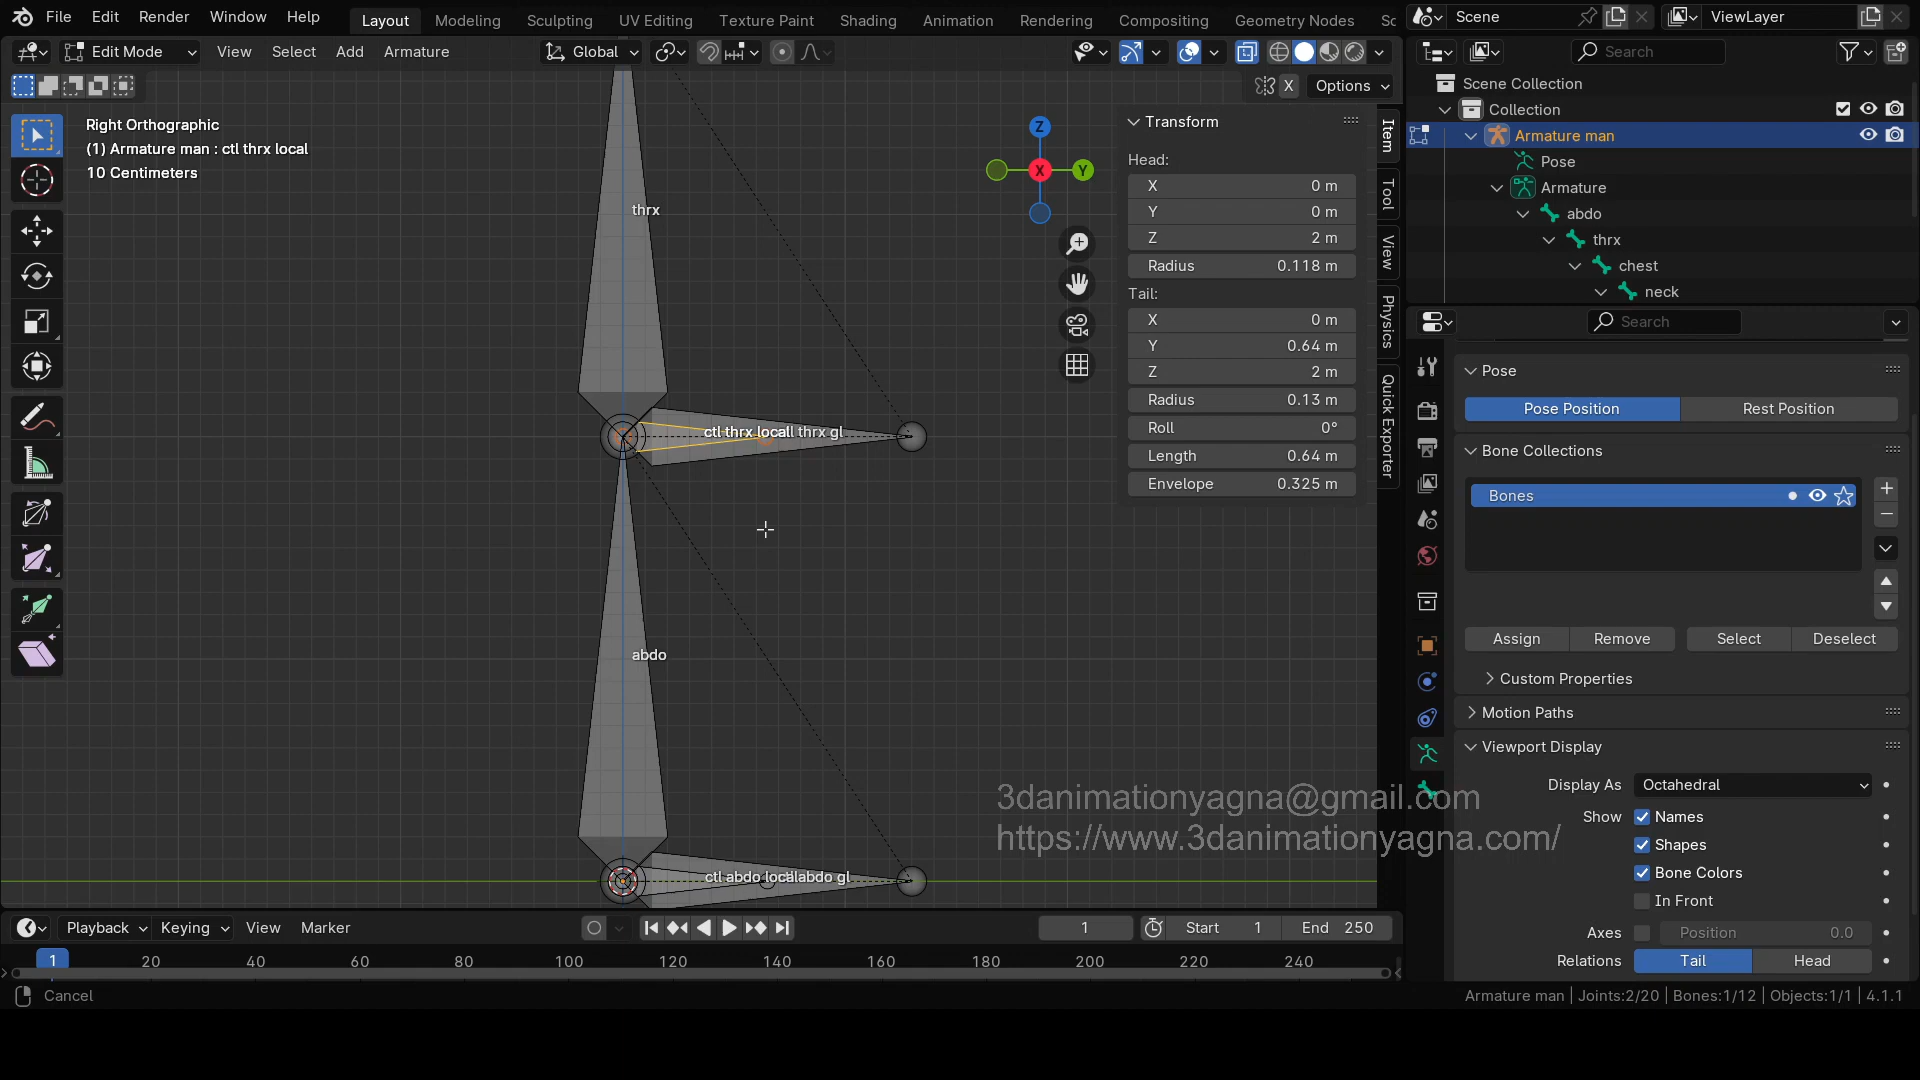 File Edit Render Window Help
Layout Modeling Sculpting UV Editing Texture Paint Shading Animation Rendering Compositing Geometry Nodes Sc
Scene
ViewLayer
Edit Mode View Select Add Armature
Global
Search
Options
X
Right Orthographic
(1) Armature man : ctl thrx local
10 Centimeters
Z
X
Y
thrx
ctl thrx local
l thrx gl
abdo
ctl abdo local
abdo gl
Transform
Head:
X 0 m
Y 0 m
Z 2 m
Radius 0.118 m
Tail:
X 0 m
Y 0.64 m
Z 2 m
Radius 0.13 m
Roll 0°
Length 0.64 m
Envelope 0.325 m
Item
Tool
View
Physics
Quick Exporter
Scene Collection
Collection
Armature man
Pose
Armature
abdo
thrx
chest
neck
Search
Pose
Pose Position Rest Position
Bone Collections
Bones
Assign Remove Select Deselect
Custom Properties
Motion Paths
Viewport Display
Display As Octahedral
Show Names
Shapes
Bone Colors
In Front
Axes Position 0.0
Relations Tail Head
3danimationyagna@gmail.com
https://www.3danimationyagna.com/
Playback Keying View Marker
1 Start 1 End 250
1 20 40 60 80 100 120 140 160 180 200 220 240
Cancel
Armature man | Joints:2/20 | Bones:1/12 | Objects:1/1 | 4.1.1